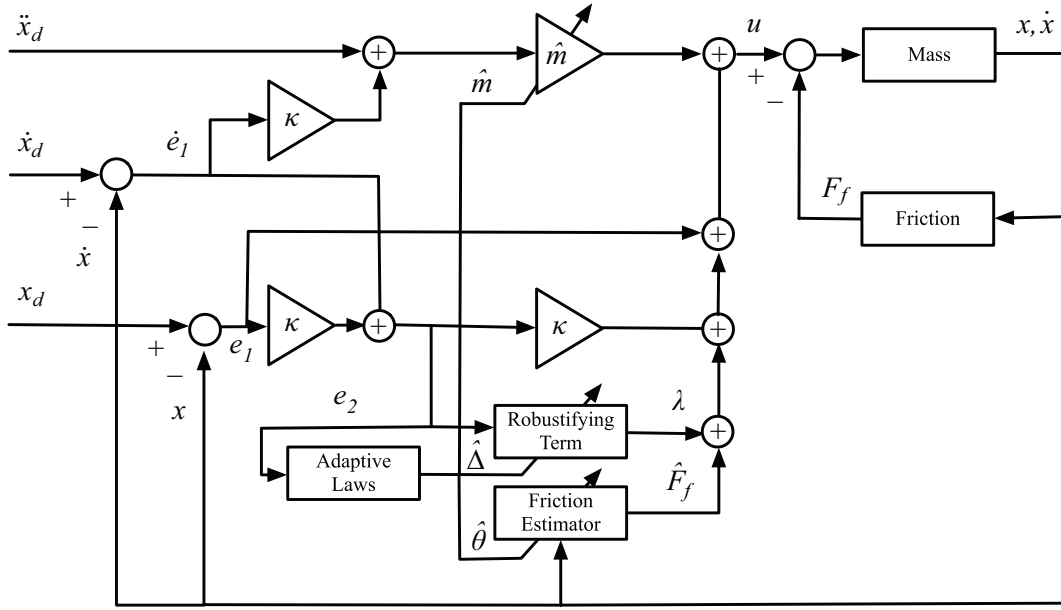 ẍ_d
u
x, ẋ
+
m̂
+
Mass
m̂
+
−
κ
ẋ_d
ė_1
F_f
Friction
+
−
ẋ
+
x_d
κ
+
κ
+
+
e_1
−
x
e_2
λ
Robustifying
Term
+
Adaptive
Laws
Δ̂
F̂_f
Friction
Estimator
θ̂